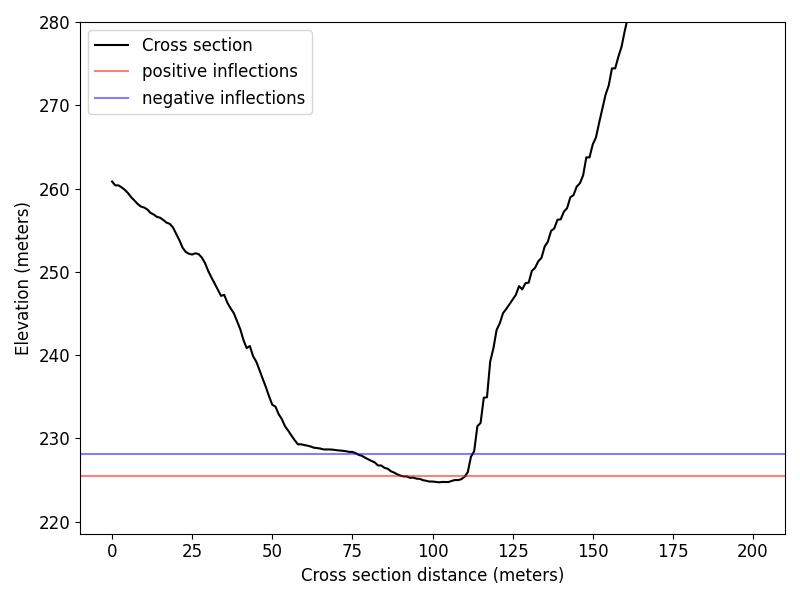 Cross section
positive inflections
negative inflections
280
270
260
250
240
230
220
Elevation (meters)
0 25 50 75 100 125 150 175 200
Cross section distance (meters)